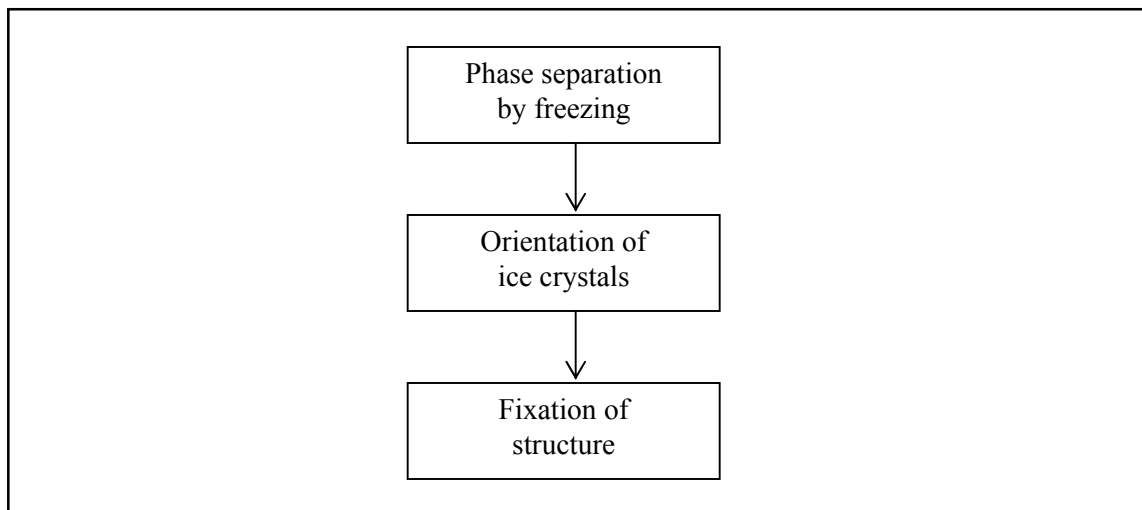 Phase separation
by freezing
Orientation of
ice crystals
Fixation of
structure